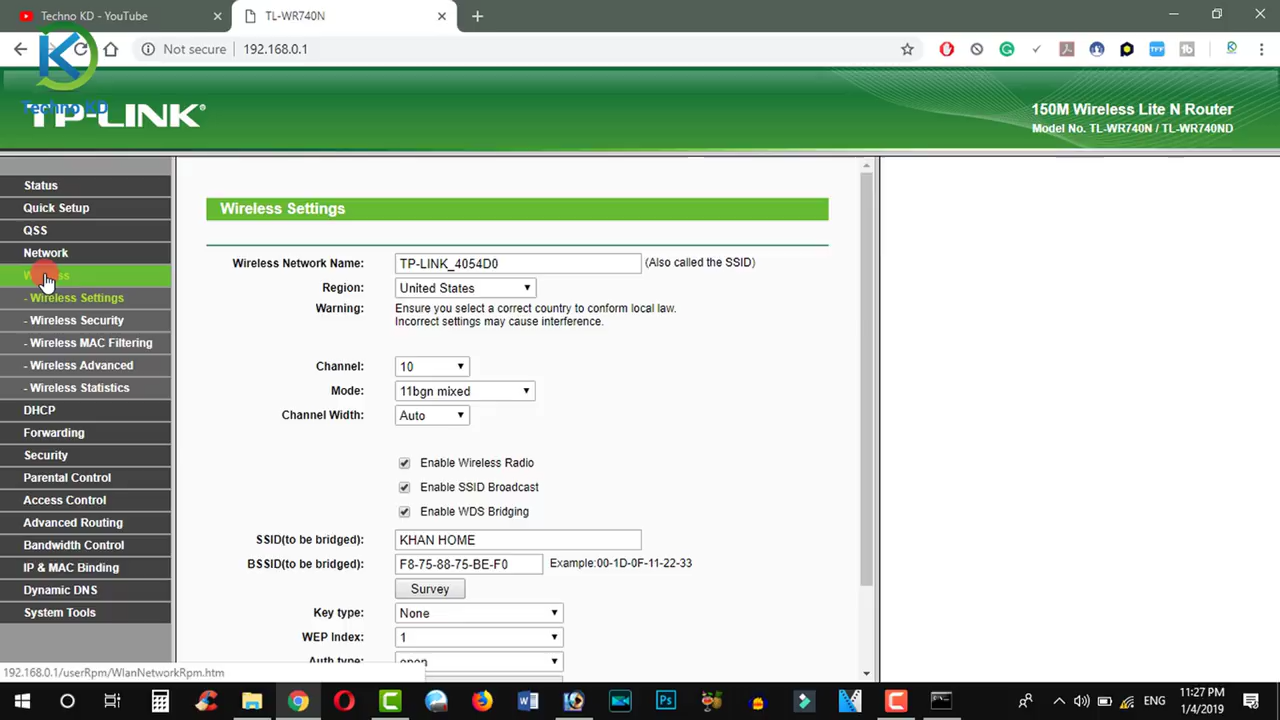 Techno KD - YouTube
TL-WR740N
Not secure
192.168.0.1
Techno KD
TP-LINK®
150M Wireless Lite N Router
Model No. TL-WR740N / TL-WR740ND
Status
Quick Setup
QSS
Network
Wireless
- Wireless Settings
- Wireless Security
- Wireless MAC Filtering
- Wireless Advanced
- Wireless Statistics
DHCP
Forwarding
Security
Parental Control
Access Control
Advanced Routing
Bandwidth Control
IP & MAC Binding
Dynamic DNS
System Tools
Wireless Settings
Wireless Network Name: TP-LINK_4054D0 (Also called the SSID)
Region: United States
Warning: Ensure you select a correct country to conform local law.
Incorrect settings may cause interference.
Channel: 10
Mode: 11bgn mixed
Channel Width: Auto
Enable Wireless Radio
Enable SSID Broadcast
Enable WDS Bridging
SSID(to be bridged): KHAN HOME
BSSID(to be bridged): F8-75-88-75-BE-F0 Example:00-1D-0F-11-22-33
Survey
Key type: None
WEP Index: 1
Auth type: open
192.168.0.1/userRpm/WlanNetworkRpm.htm
ENG
11:27 PM
1/4/2019